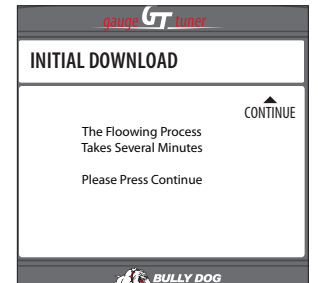 gauge GT tuner
INITIAL DOWNLOAD
CONTINUE
The Floowing Process
Takes Several Minutes
Please Press Continue
BULLY DOG